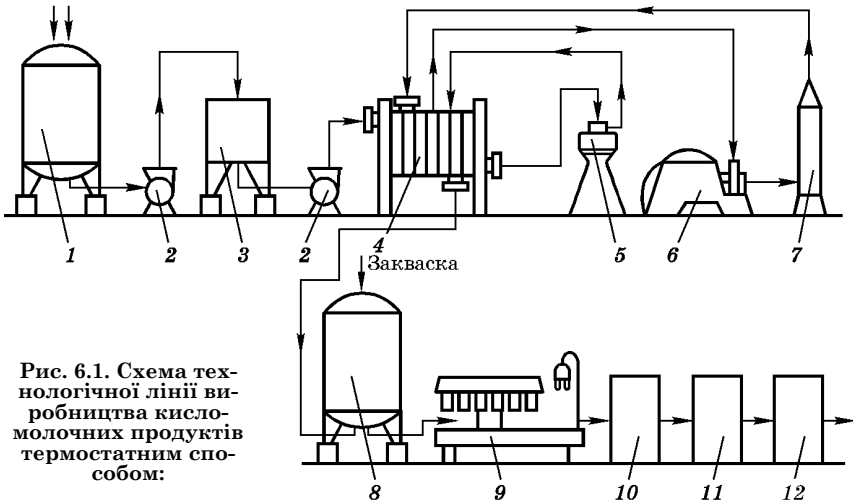 1 2 3 2 4 5 6 7
Закваска
Рис. 6.1. Схема тех-
нологічної лінії ви-
робництва кисло-
молочних продуктів
термостатним спо-
собом:
8 9 10 11 12